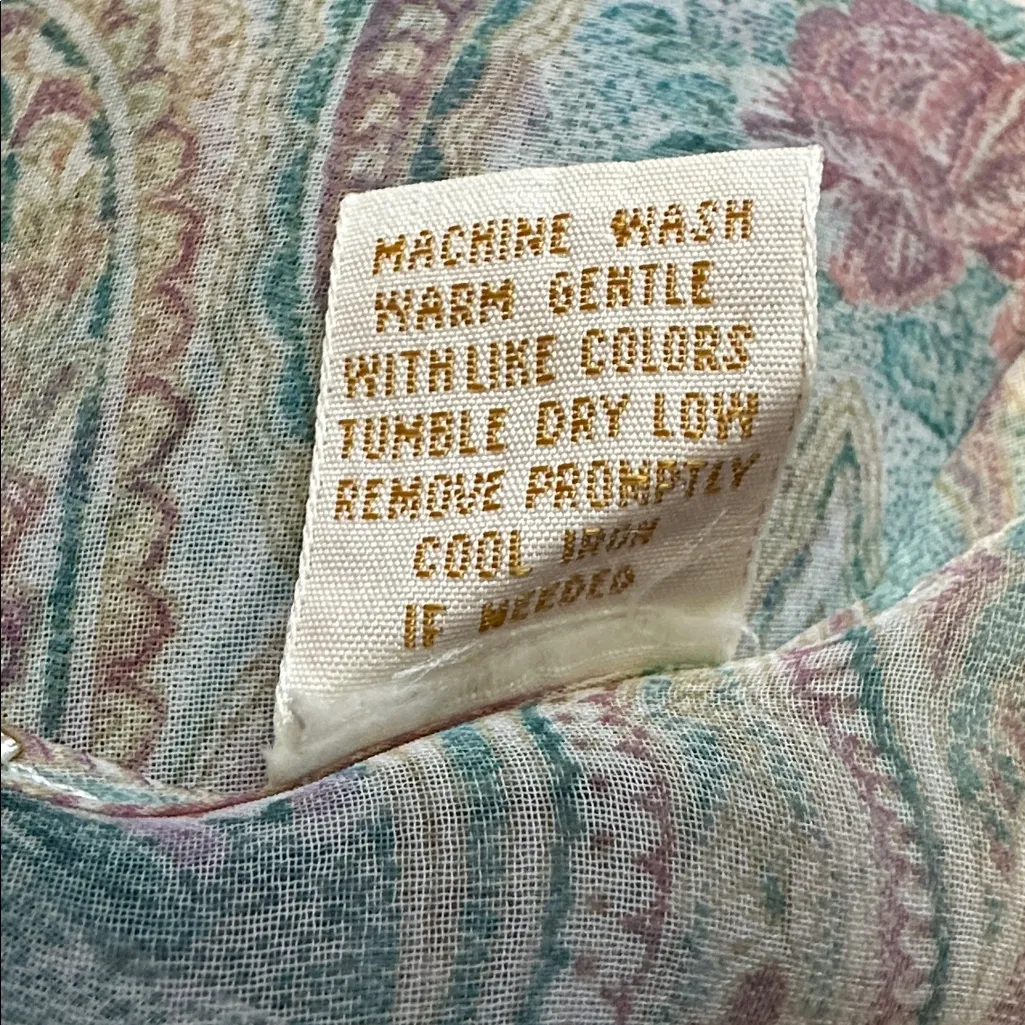 MACHINE WASH
WARM GENTLE
WITH LIKE COLORS
TUMBLE DRY LOW
REMOVE PROMPTLY
COOL IRON
IF NEEDED